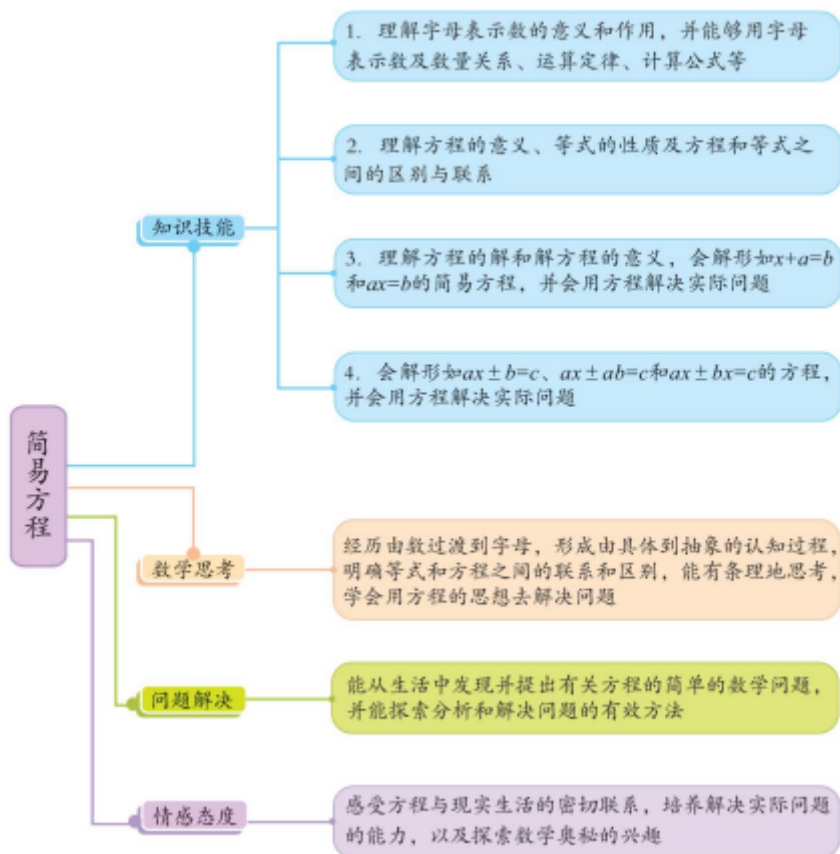 简易方程
知识技能
1. 理解字母表示数的意义和作用，并能够用字母
表示数及数量关系、运算定律、计算公式等
2. 理解方程的意义、等式的性质及方程和等式之
间的区别与联系
3. 理解方程的解和解方程的意义，会解形如x+a=b
和ax=b的简易方程，并会用方程解决实际问题
4. 会解形如ax±b=c、ax±ab=c和ax±bx=c的方程，
并会用方程解决实际问题
数学思考
经历由数过渡到字母，形成由具体到抽象的认知过程，
明确等式和方程之间的联系和区别，能有条理地思考，
学会用方程的思想去解决问题
问题解决
能从生活中发现并提出有关方程的简单的数学问题，
并能探索分析和解决问题的有效方法
情感态度
感受方程与现实生活的密切联系，培养解决实际问题
的能力，以及探索数学奥秘的兴趣